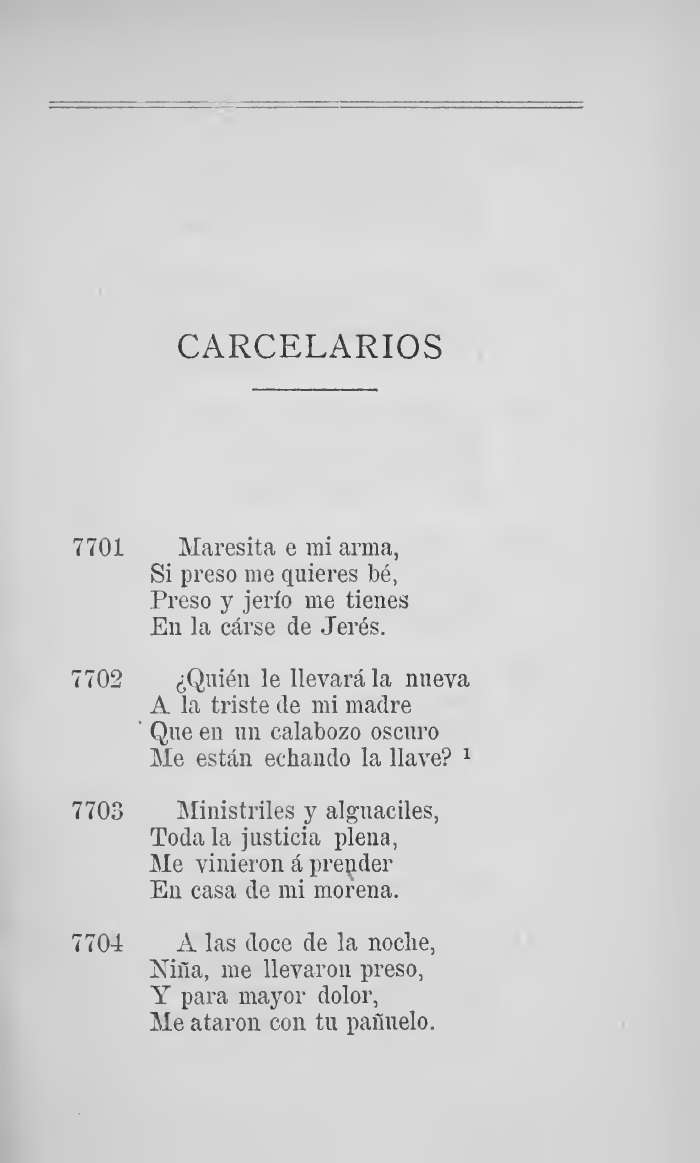 CARCELARIOS
7701 Maresita e mi arma,
Si preso me quieres bé,
Preso y jerío me tienes
En la cárse de Jerés.
7702 ¿Quién le llevará la nueva
A la triste de mi madre
Que en un calabozo oscuro
Me están echando la llave? 1
7703 Ministriles y alguaciles,
Toda la justicia plena,
Me vinieron á prender
En casa de mi morena.
7704 A las doce de la noche,
Niña, me llevaron preso,
Y para mayor dolor,
Me ataron con tu pañuelo.